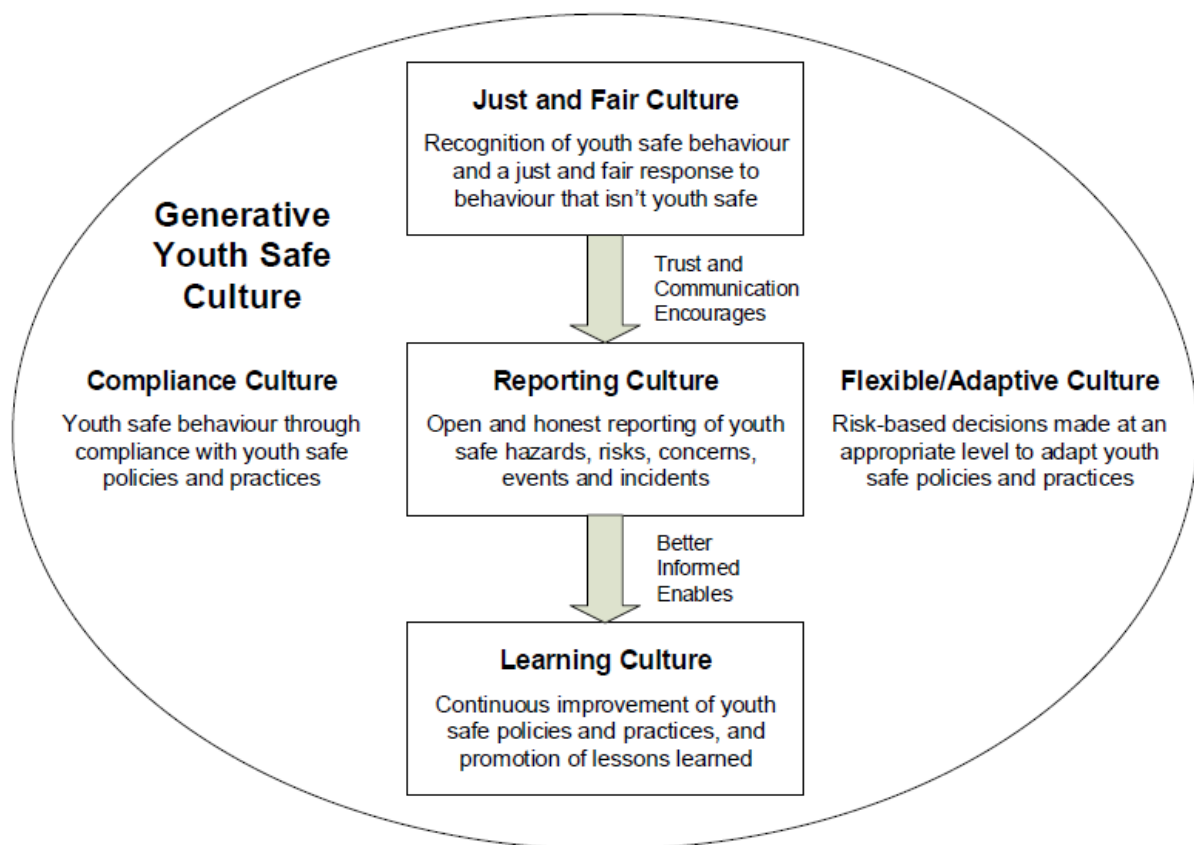 Just and Fair Culture
Recognition of youth safe behaviour
and a just and fair response to
behaviour that isn't youth safe
Generative
Youth Safe
Culture
Trust and
Communication
Encourages
Compliance Culture
Youth safe behaviour through
compliance with youth safe
policies and practices
Reporting Culture
Open and honest reporting of youth
safe hazards, risks, concerns,
events and incidents
Flexible/Adaptive Culture
Risk-based decisions made at an
appropriate level to adapt youth
safe policies and practices
Better
Informed
Enables
Learning Culture
Continuous improvement of youth
safe policies and practices, and
promotion of lessons learned